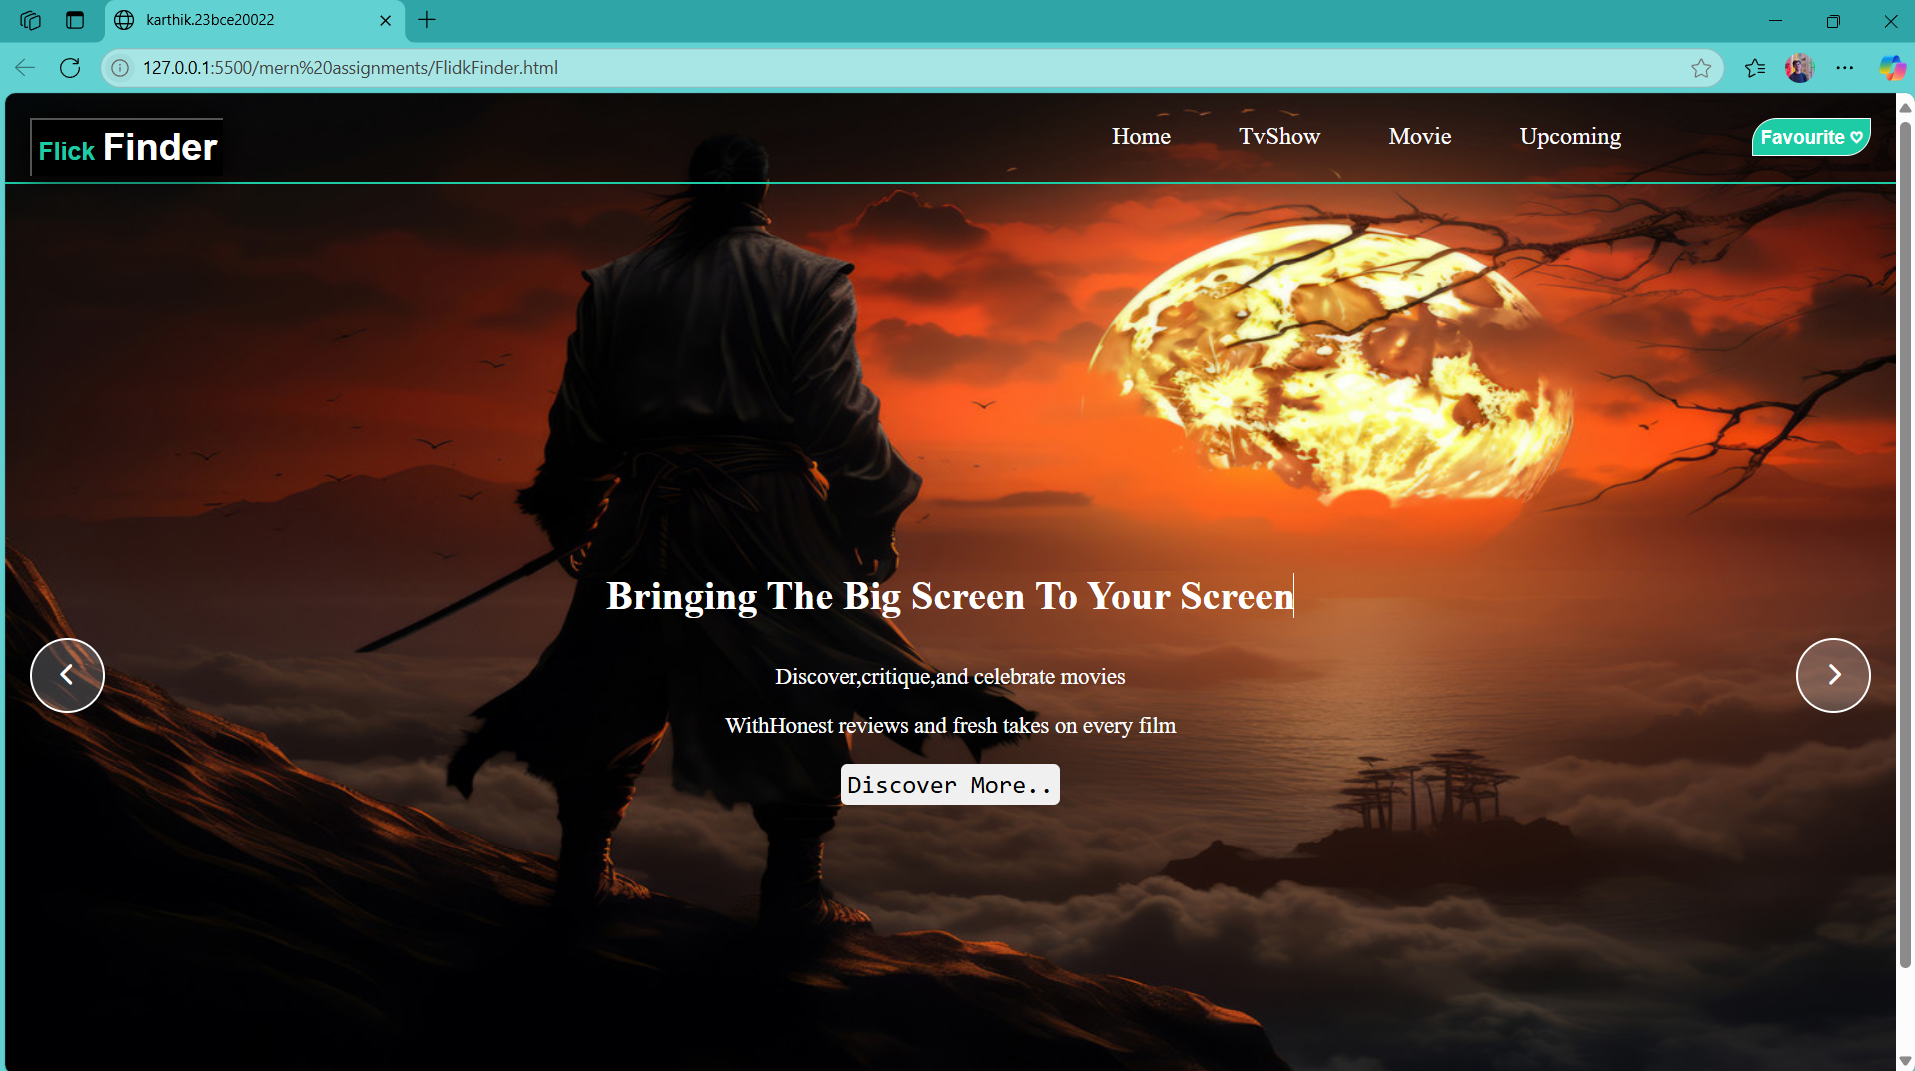 karthik.23bce20022
127.0.0.1:5500/mern%20assignments/FlidkFinder.html
Flick Finder
Home TvShow Movie Upcoming Favourite ♡
Bringing The Big Screen To Your Screen
Discover,critique,and celebrate movies
WithHonest reviews and fresh takes on every film
Discover More..